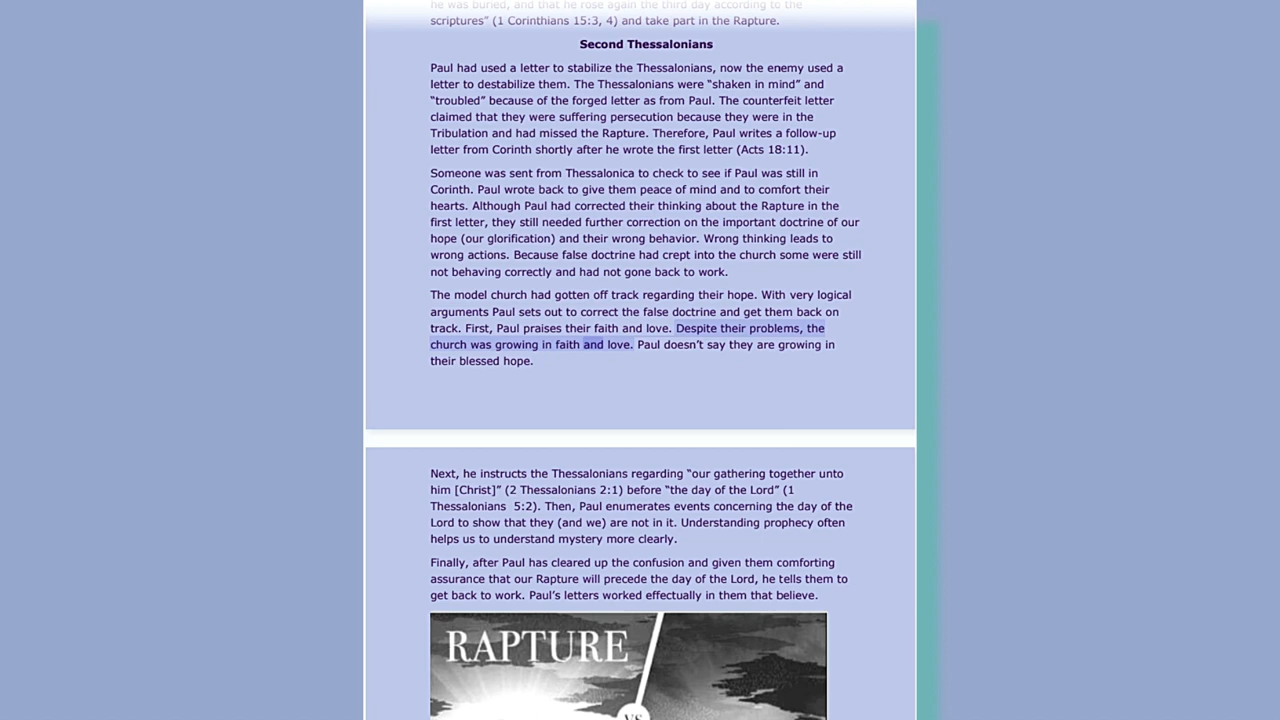 he was buried, and that he rose again the third day according to the
scriptures” (1 Corinthians 15:3, 4) and take part in the Rapture.
Second Thessalonians
Paul had used a letter to stabilize the Thessalonians, now the enemy used a
letter to destabilize them. The Thessalonians were “shaken in mind” and
“troubled” because of the forged letter as from Paul. The counterfeit letter
claimed that they were suffering persecution because they were in the
Tribulation and had missed the Rapture. Therefore, Paul writes a follow-up
letter from Corinth shortly after he wrote the first letter (Acts 18:11).
Someone was sent from Thessalonica to check to see if Paul was still in
Corinth. Paul wrote back to give them peace of mind and to comfort their
hearts. Although Paul had corrected their thinking about the Rapture in the
first letter, they still needed further correction on the important doctrine of our
hope (our glorification) and their wrong behavior. Wrong thinking leads to
wrong actions. Because false doctrine had crept into the church some were still
not behaving correctly and had not gone back to work.
The model church had gotten off track regarding their hope. With very logical
arguments Paul sets out to correct the false doctrine and get them back on
track. First, Paul praises their faith and love. Despite their problems, the
church was growing in faith and love. Paul doesn’t say they are growing in
their blessed hope.
Next, he instructs the Thessalonians regarding “our gathering together unto
him [Christ]” (2 Thessalonians 2:1) before “the day of the Lord” (1
Thessalonians 5:2). Then, Paul enumerates events concerning the day of the
Lord to show that they (and we) are not in it. Understanding prophecy often
helps us to understand mystery more clearly.
Finally, after Paul has cleared up the confusion and given them comforting
assurance that our Rapture will precede the day of the Lord, he tells them to
get back to work. Paul’s letters worked effectually in them that believe.
RAPTURE
VS